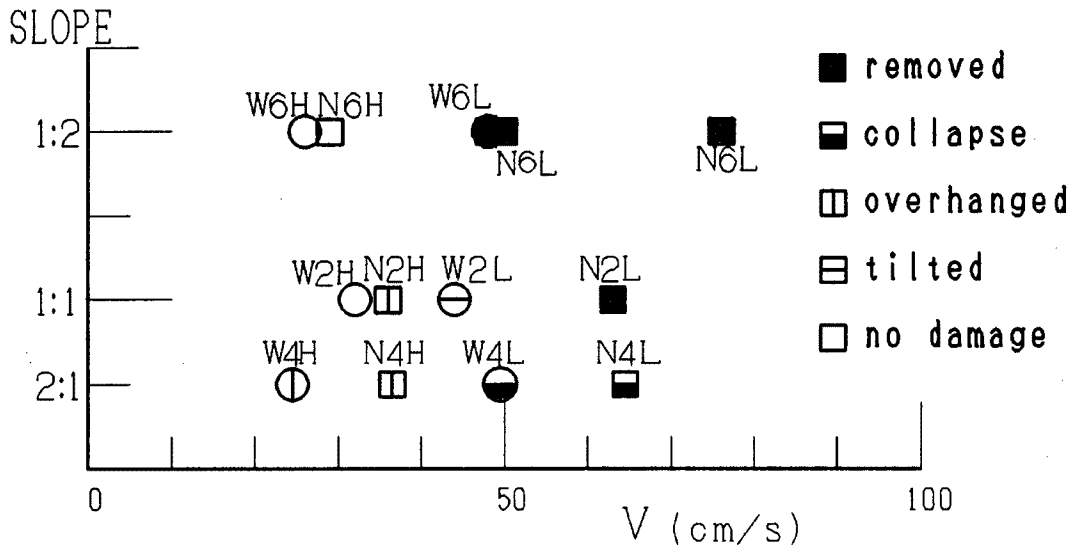 SLOPE
removed
W6H N6H W6L
1:2
N6L N6L
collapse
overhanged
W2H N2H W2L N2L
tilted
1:1
no damage
W4H N4H W4L N4L
2:1
0 50 100
V (cm/s)